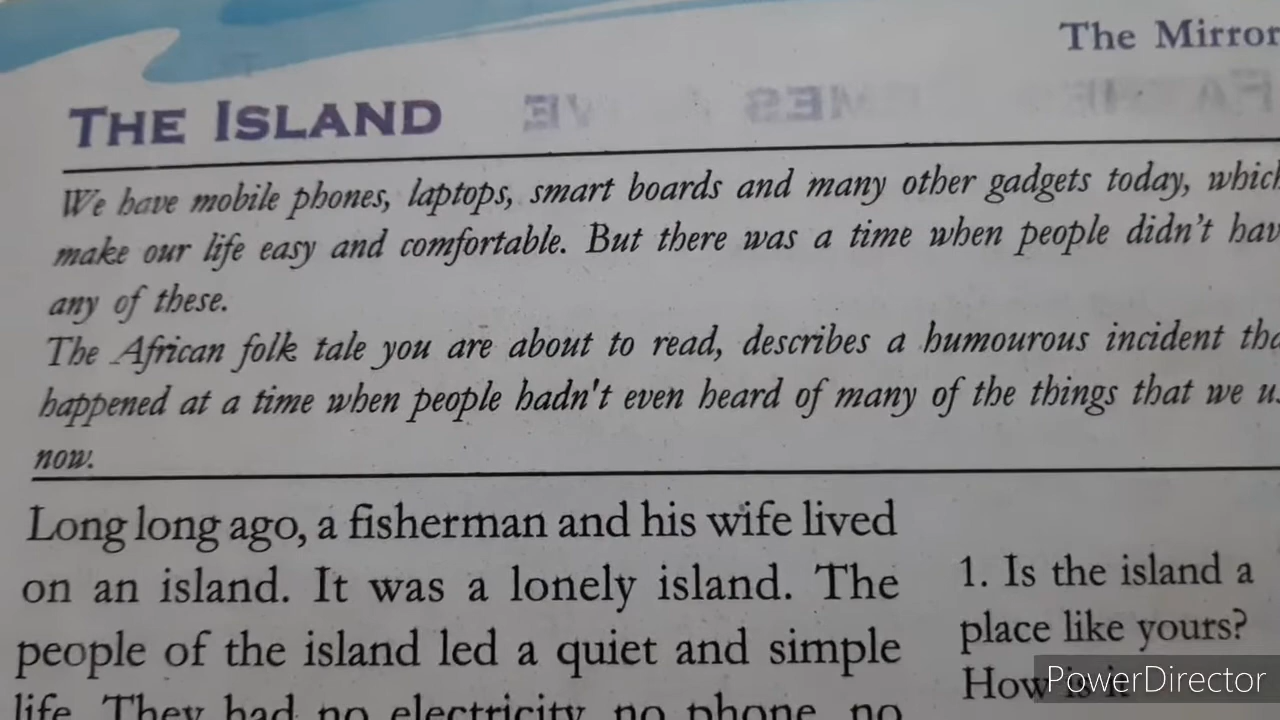 The Mirror
THE ISLAND
We have mobile phones, laptops, smart boards and many other gadgets today, which
make our life easy and comfortable. But there was a time when people didn't hav
any of these.
The African folk tale you are about to read, describes a humourous incident tha
happened at a time when people hadn't even heard of many of the things that we us
now.
Long long ago, a fisherman and his wife lived
on an island. It was a lonely island. The
people of the island led a quiet and simple
life. They had no electricity, no phone, no
1. Is the island a
place like yours?
How is it
PowerDirector